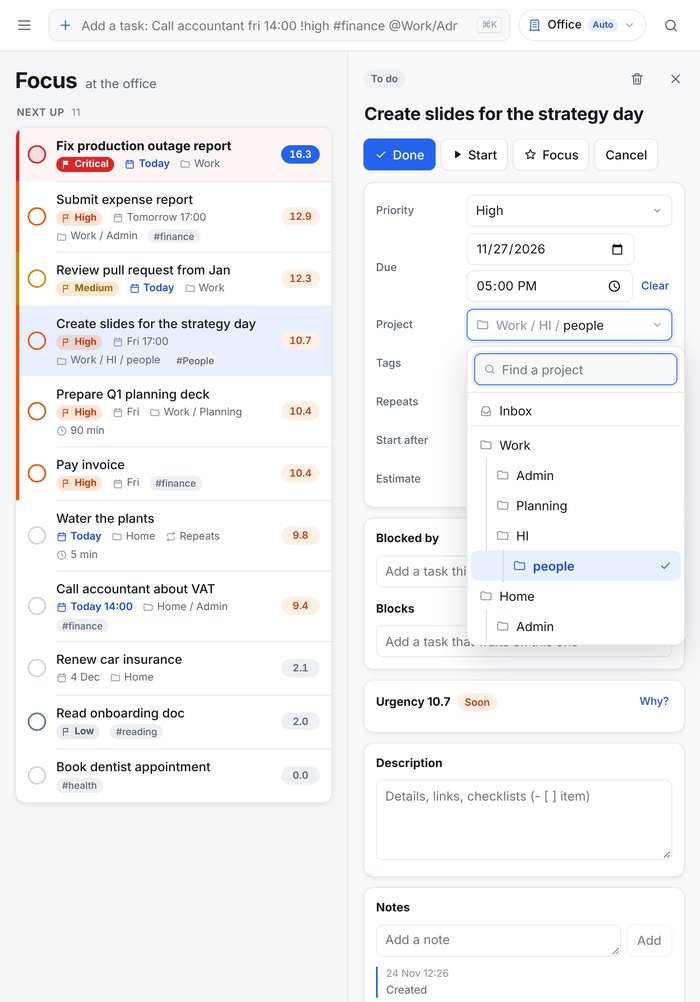 Add a task: Call accountant fri 14:00 !high #finance @Work/Adr
⌘K
Office Auto
Focus at the office
NEXT UP 11
Fix production outage report
16.3
Critical Today Work
Submit expense report
12.9
High Tomorrow 17:00
Work / Admin #finance
Review pull request from Jan
12.3
Medium Today Work
Create slides for the strategy day
10.7
High Fri 17:00
Work / HI / people #People
Prepare Q1 planning deck
10.4
High Fri Work / Planning
90 min
Pay invoice
10.4
High Fri #finance
Water the plants
9.8
Today Home Repeats
5 min
Call accountant about VAT
9.4
Today 14:00 Home / Admin
#finance
Renew car insurance
2.1
4 Dec Home
Read onboarding doc
2.0
Low #reading
Book dentist appointment
0.0
#health
To do
Create slides for the strategy day
Done Start Focus Cancel
Priority High
Due 11/27/2026
05:00 PM Clear
Project Work / HI / people
Tags
Repeats
Start after
Estimate
Find a project
Inbox
Work
Admin
Planning
HI
people
Home
Admin
Blocked by
Add a task thi
Blocks
Add a task that waits on this one
Urgency 10.7 Soon Why?
Description
Details, links, checklists (- [ ] item)
Notes
Add a note Add
24 Nov 12:26
Created